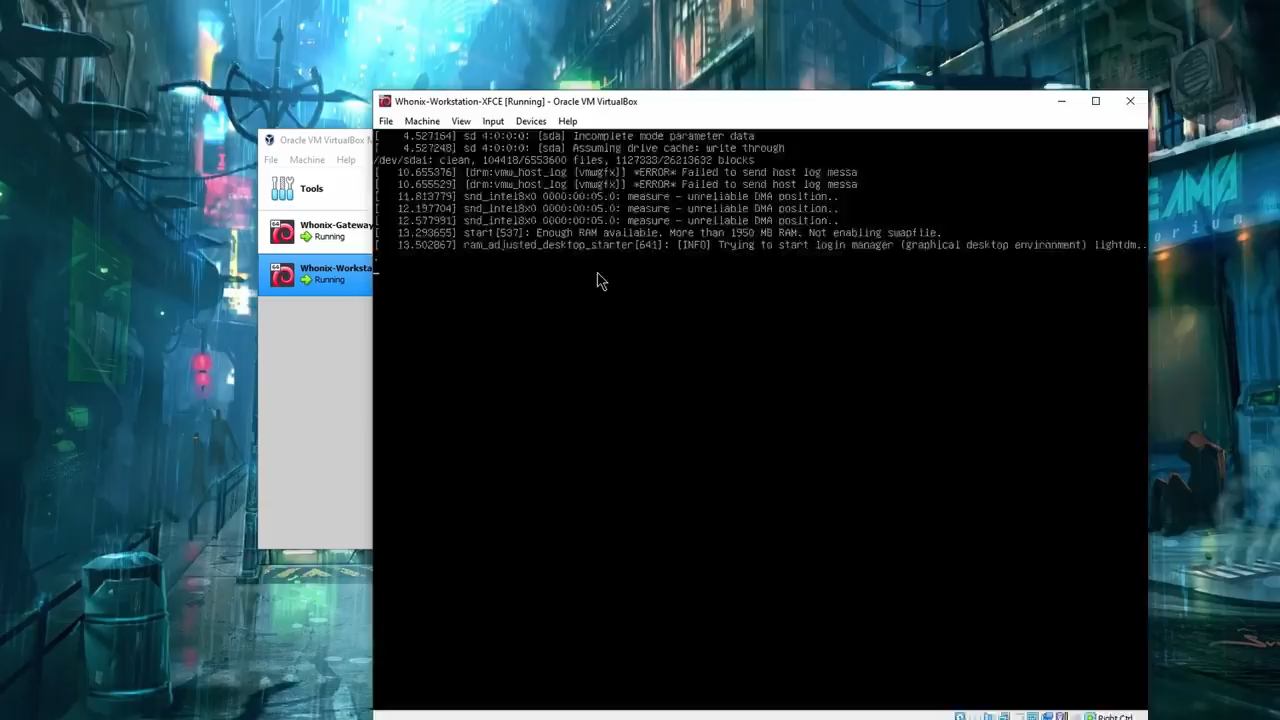 Whonix-Workstation-XFCE [Running] - Oracle VM VirtualBox
File Machine View Input Devices Help
Oracle VM VirtualBox
File Machine Help
Tools
Whonix-Gateway
Running
Whonix-Worksta
Running
[ 4.527164] sd 4:0:0:0: [sda] Incomplete mode parameter data
[ 4.527248] sd 4:0:0:0: [sda] Assuming drive cache: write through
/dev/sda1: clean, 104418/6553600 files, 1127333/26213632 blocks
[ 10.655376] [drm:vmw_host_log [vmwgfx]] *ERROR* Failed to send host log messa
[ 10.655529] [drm:vmw_host_log [vmwgfx]] *ERROR* Failed to send host log messa
[ 11.813779] snd_intel8x0 0000:00:05.0: measure - unreliable DMA position..
[ 12.197704] snd_intel8x0 0000:00:05.0: measure - unreliable DMA position..
[ 12.577991] snd_intel8x0 0000:00:05.0: measure - unreliable DMA position..
[ 13.293655] start[537]: Enough RAM available. More than 1950 MB RAM. Not enabling swapfile.
[ 13.502867] ram_adjusted_desktop_starter[641]: [INFO] Trying to start login manager (graphical desktop environment) lightdm..
.
Right Ctrl